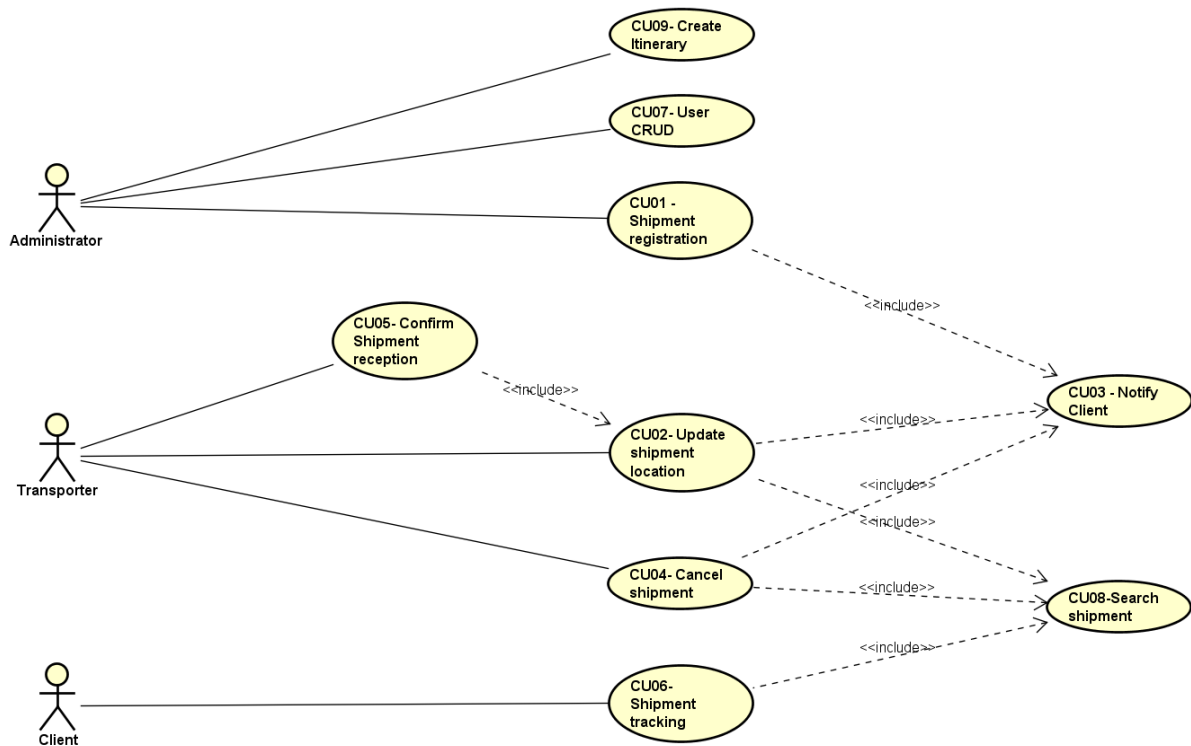 CU09- Create
Itinerary
CU07- User
CRUD
CU01 -
Shipment
registration
Administrator
<<include>>
CU05- Confirm
Shipment
reception
<<include>>
CU03 - Notify
Client
CU02- Update
shipment
location
<<include>>
Transporter
<<include>>
<<include>>
CU04- Cancel
shipment
<<include>>
CU08-Search
shipment
<<include>>
CU06-
Shipment
tracking
Client